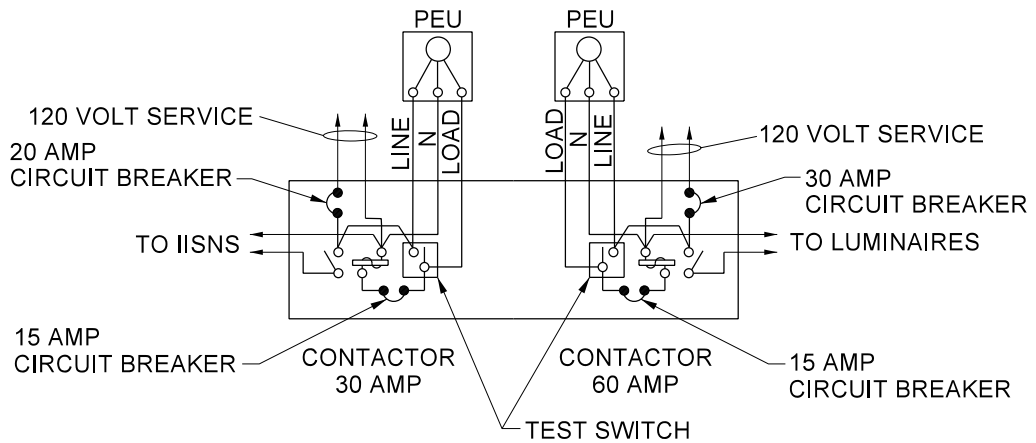 PEU
PEU
120 VOLT SERVICE
LINE
N
LOAD
LOAD
N
LINE
120 VOLT SERVICE
20 AMP
CIRCUIT BREAKER
30 AMP
CIRCUIT BREAKER
TO IISNS
TO LUMINAIRES
15 AMP
CIRCUIT BREAKER
CONTACTOR
30 AMP
CONTACTOR
60 AMP
15 AMP
CIRCUIT BREAKER
TEST SWITCH